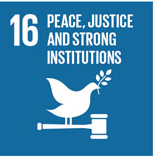 16 PEACE, JUSTICE
AND STRONG
INSTITUTIONS